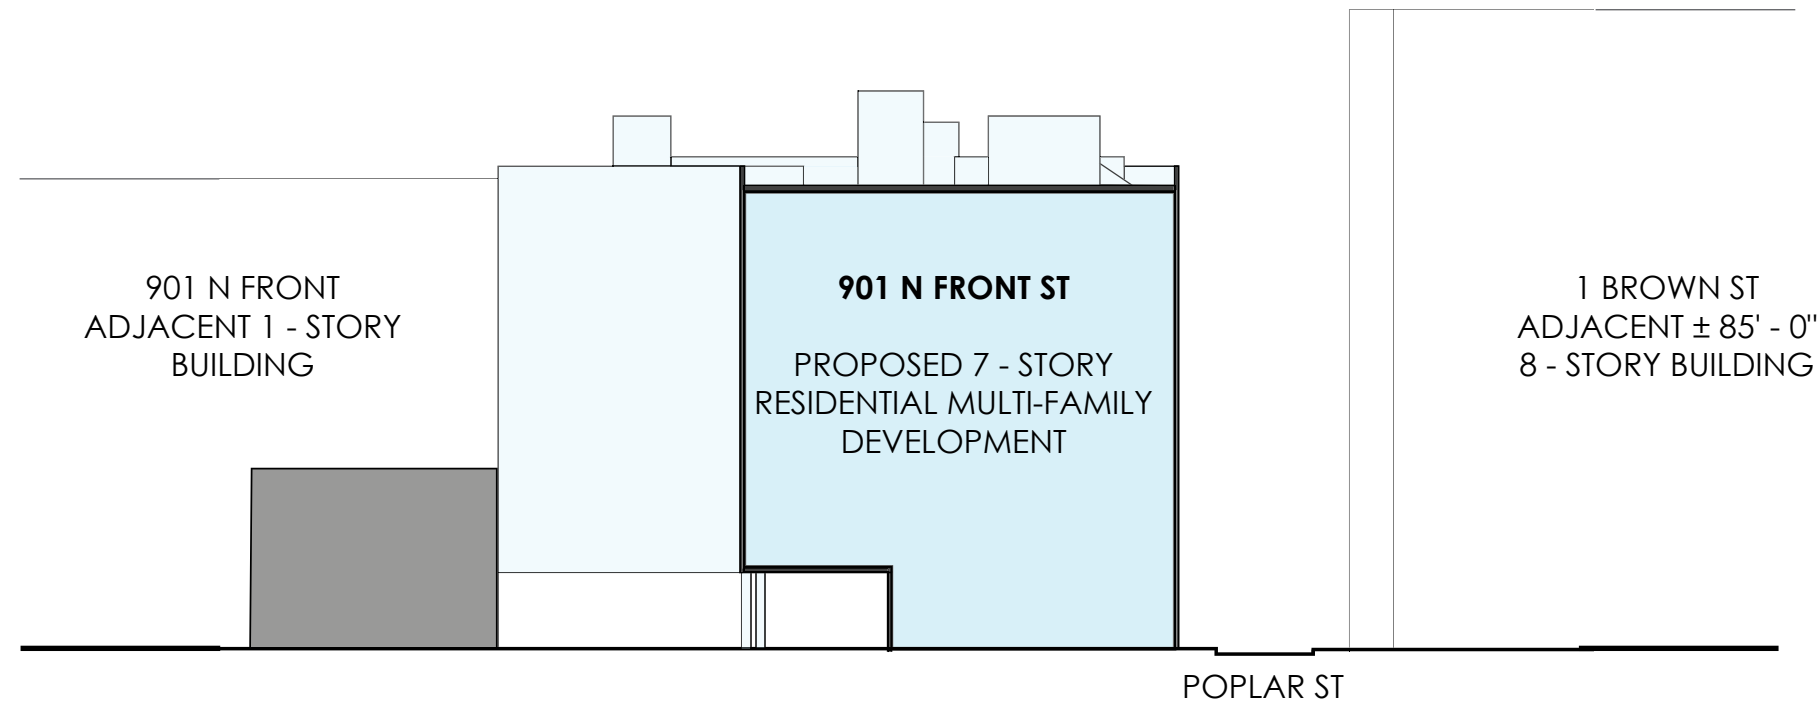 901 N FRONT
ADJACENT 1 - STORY
BUILDING
901 N FRONT ST
PROPOSED 7 - STORY
RESIDENTIAL MULTI-FAMILY
DEVELOPMENT
1 BROWN ST
ADJACENT ± 85' - 0"
8 - STORY BUILDING
POPLAR ST